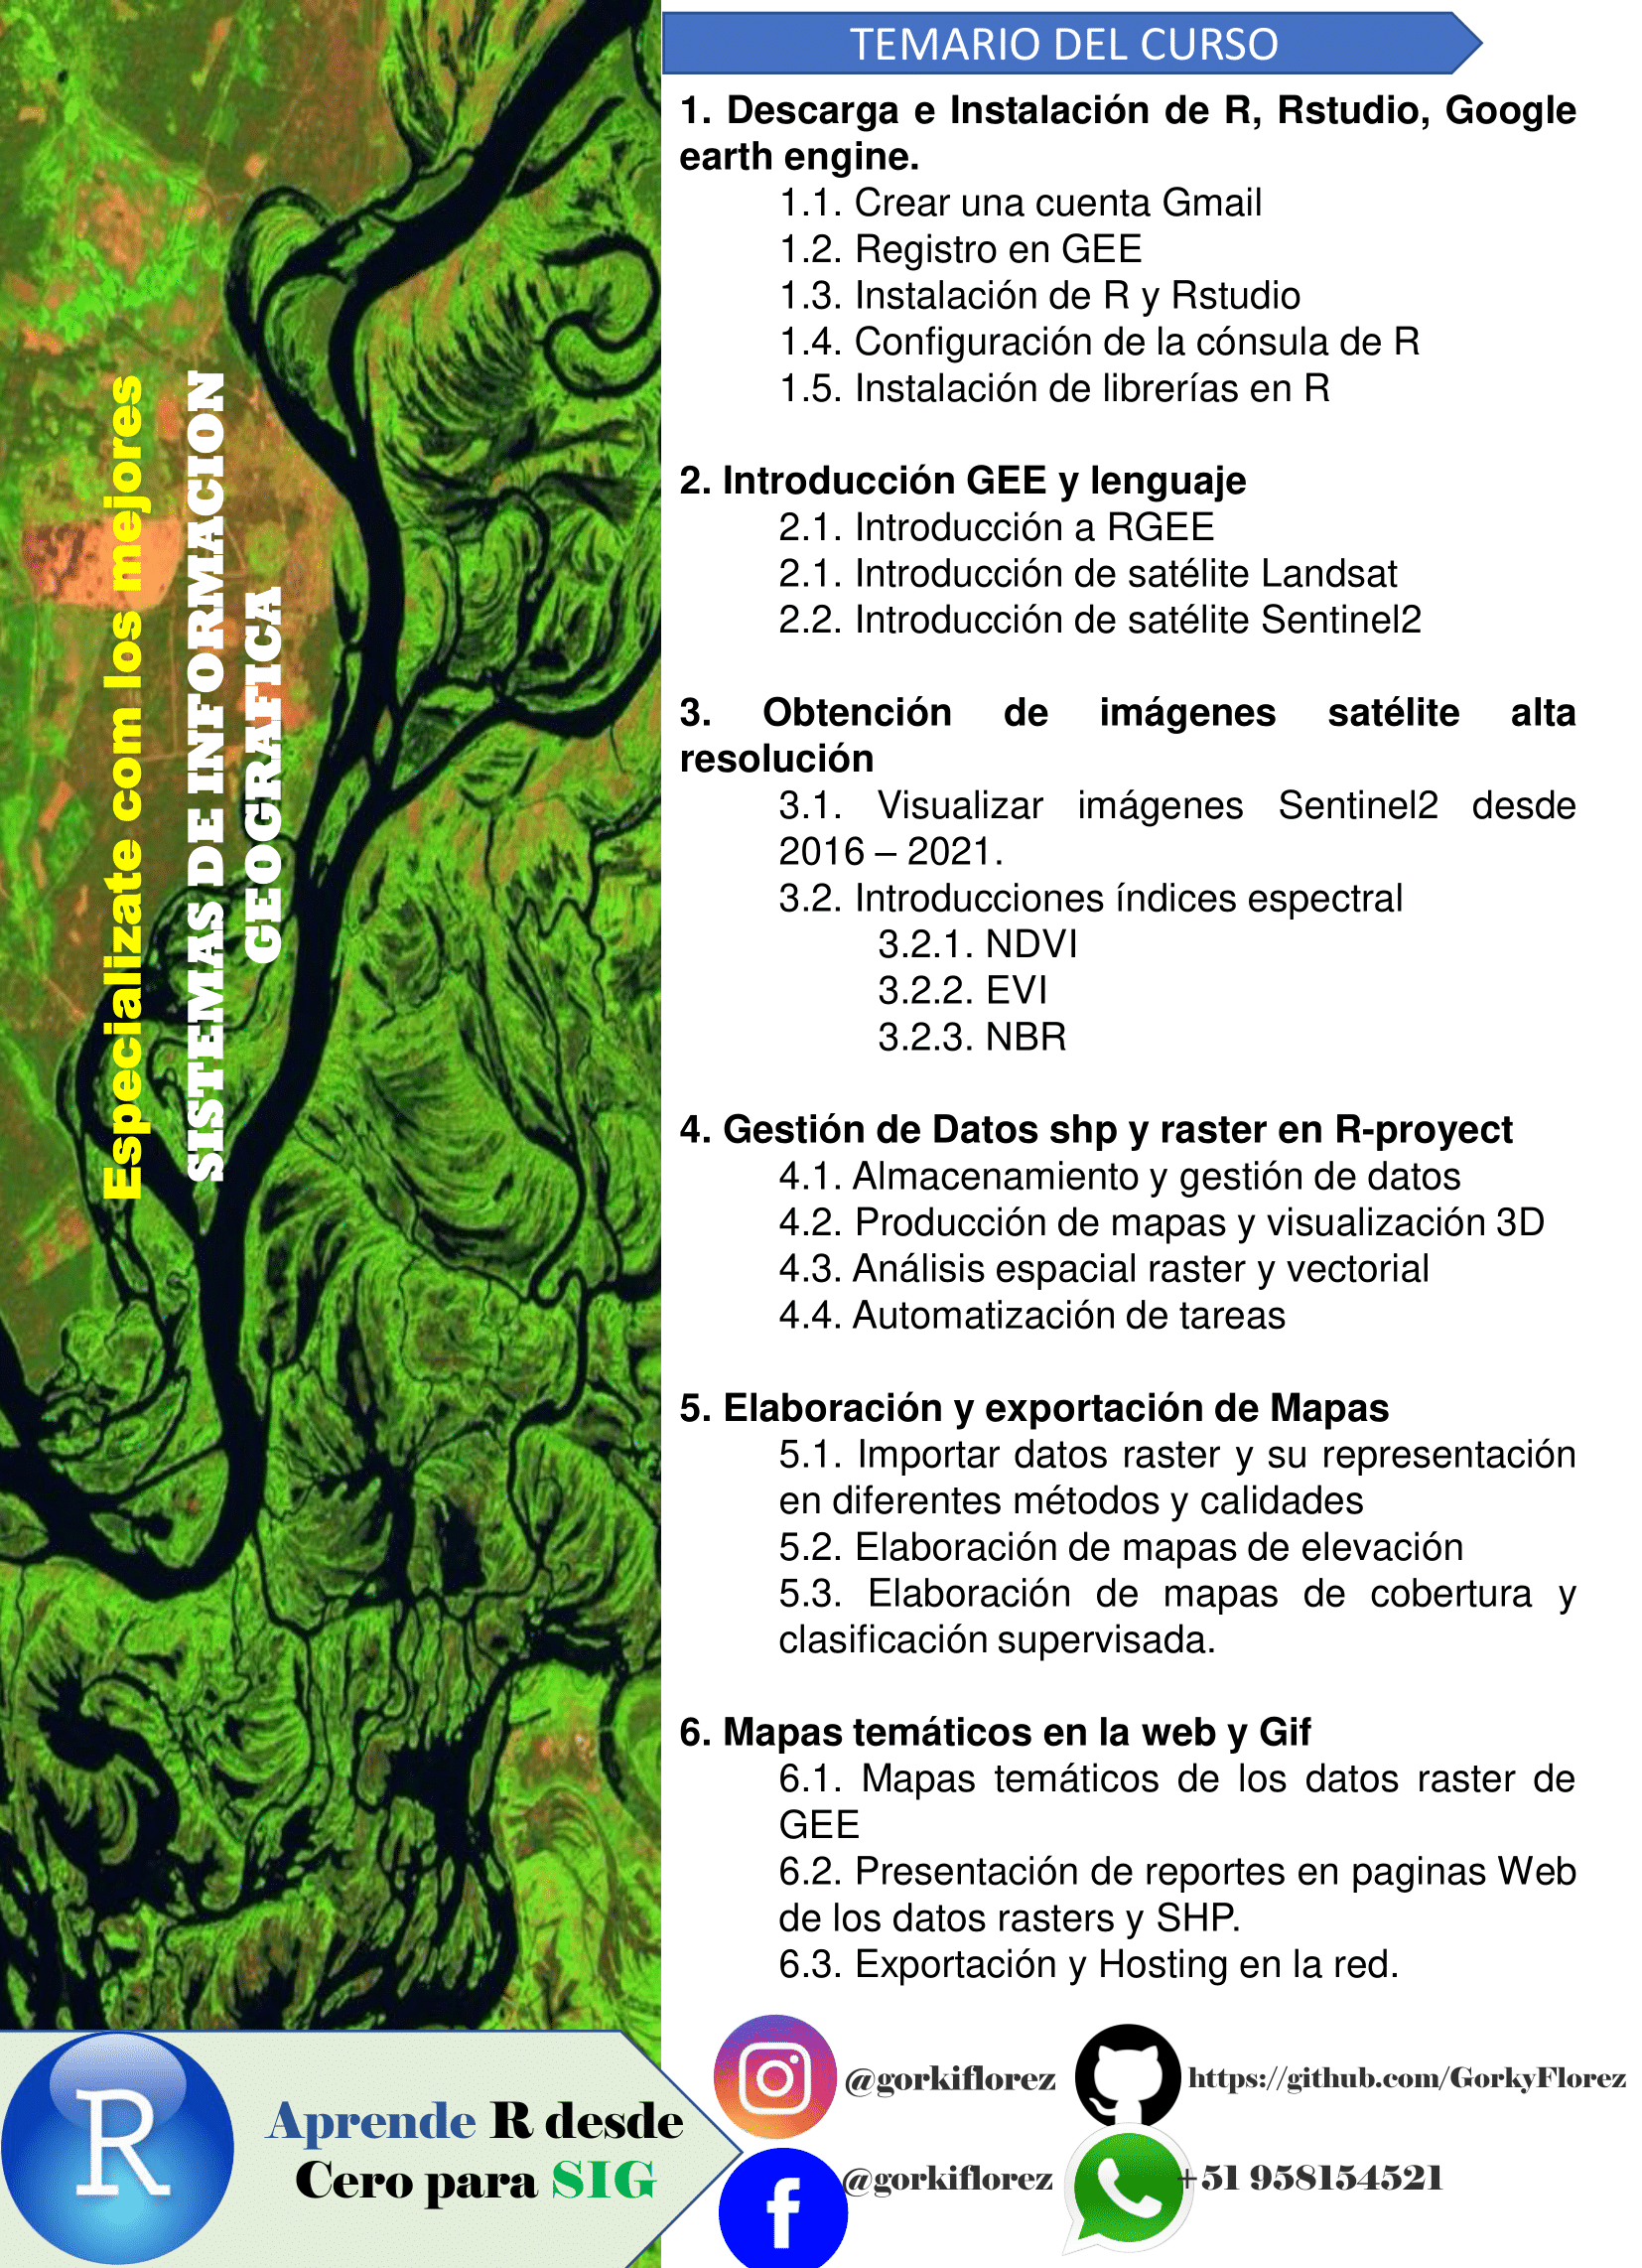 TEMARIO DEL CURSO
1. Descarga e Instalación de R, Rstudio, Google
earth engine.
1.1. Crear una cuenta Gmail
1.2. Registro en GEE
1.3. Instalación de R y Rstudio
1.4. Configuración de la cónsula de R
1.5. Instalación de librerías en R
2. Introducción GEE y lenguaje
2.1. Introducción a RGEE
2.1. Introducción de satélite Landsat
2.2. Introducción de satélite Sentinel2
3. Obtención de imágenes satélite alta
resolución
3.1. Visualizar imágenes Sentinel2 desde
2016 – 2021.
3.2. Introducciones índices espectral
3.2.1. NDVI
3.2.2. EVI
3.2.3. NBR
4. Gestión de Datos shp y raster en R-proyect
4.1. Almacenamiento y gestión de datos
4.2. Producción de mapas y visualización 3D
4.3. Análisis espacial raster y vectorial
4.4. Automatización de tareas
5. Elaboración y exportación de Mapas
5.1. Importar datos raster y su representación
en diferentes métodos y calidades
5.2. Elaboración de mapas de elevación
5.3. Elaboración de mapas de cobertura y
clasificación supervisada.
6. Mapas temáticos en la web y Gif
6.1. Mapas temáticos de los datos raster de
GEE
6.2. Presentación de reportes en paginas Web
de los datos rasters y SHP.
6.3. Exportación y Hosting en la red.
Especializate com los mejores
SISTEMAS DE INFORMACION
GEOGRAFICA
R
Aprende R desde
Cero para SIG
@gorkiflorez
https://github.com/GorkyFlorez
f
@gorkiflorez
+51 958154521